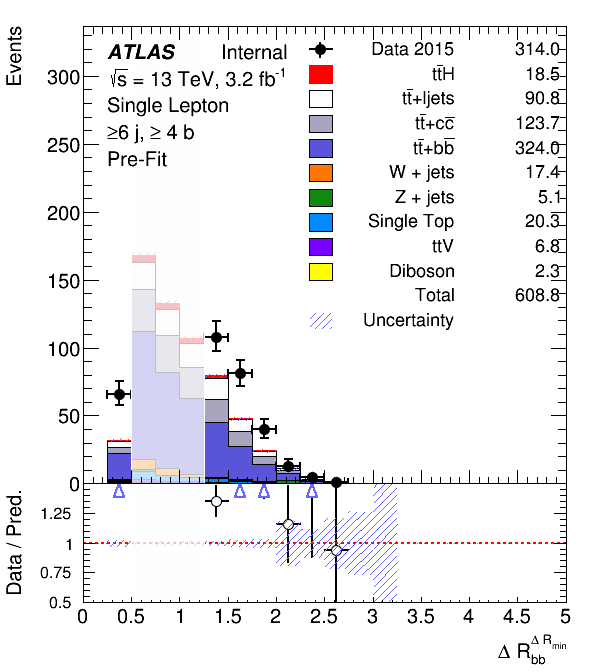 Events
ATLAS Internal
√s = 13 TeV, 3.2 fb⁻¹
Single Lepton
≥6 j, ≥ 4 b
Pre-Fit
Data 2015 314.0
tt̄H 18.5
tt̄+ljets 90.8
tt̄+cc̄ 123.7
tt̄+bb̄ 324.0
W + jets 17.4
Z + jets 5.1
Single Top 20.3
ttV 6.8
Diboson 2.3
Total 608.8
Uncertainty
300
250
200
150
100
50
0
Data / Pred.
1.25
1
0.75
0.5
0 0.5 1 1.5 2 2.5 3 3.5 4 4.5 5
Δ R_bb^Δ R_min